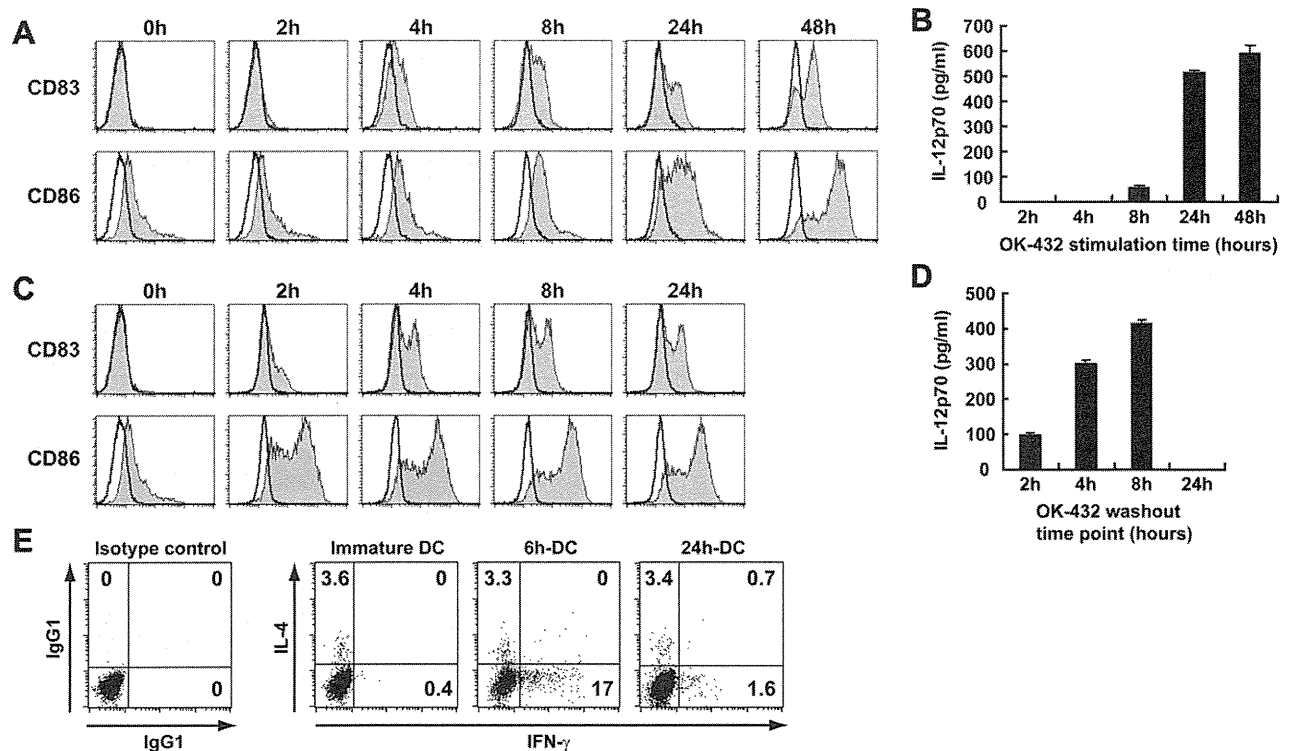 A
0h 2h 4h 8h 24h 48h
CD83
CD86
B
IL-12p70 (pg/ml)
700
600
500
400
300
200
100
0
2h 4h 8h 24h 48h
OK-432 stimulation time (hours)
C
0h 2h 4h 8h 24h
CD83
CD86
D
IL-12p70 (pg/ml)
500
400
300
200
100
0
2h 4h 8h 24h
OK-432 washout
time point (hours)
E
Isotype control Immature DC 6h-DC 24h-DC
IgG1
0 0
0
IgG1
IL-4
3.6 0
0.4
3.3 0
17
3.4 0.7
1.6
IFN-γ